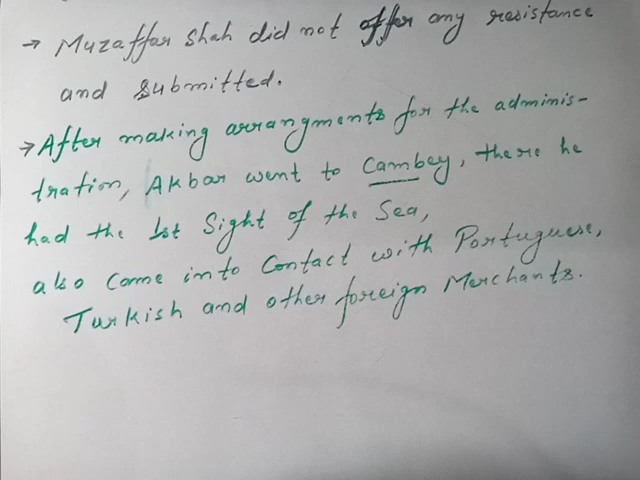 → Muzaffar Shah did not offer any resistance
and submitted.
→ After making arrangments for the adminis-
tration, Akbar went to Cambey, there he
had the 1st Sight of the Sea,
also Come into Contact with Portuguese,
Turkish and other foreign Merchants.